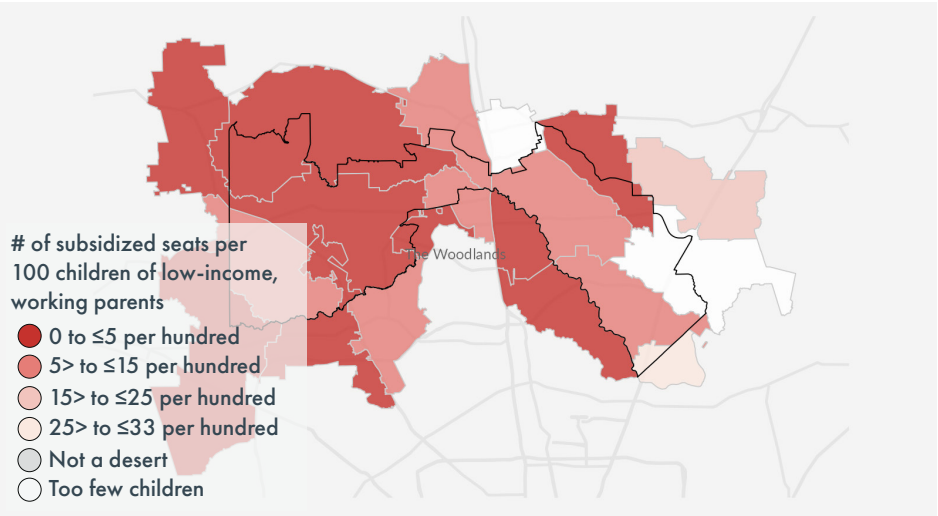 The Woodlands
# of subsidized seats per
100 children of low-income,
working parents
0 to ≤5 per hundred
5> to ≤15 per hundred
15> to ≤25 per hundred
25> to ≤33 per hundred
Not a desert
Too few children